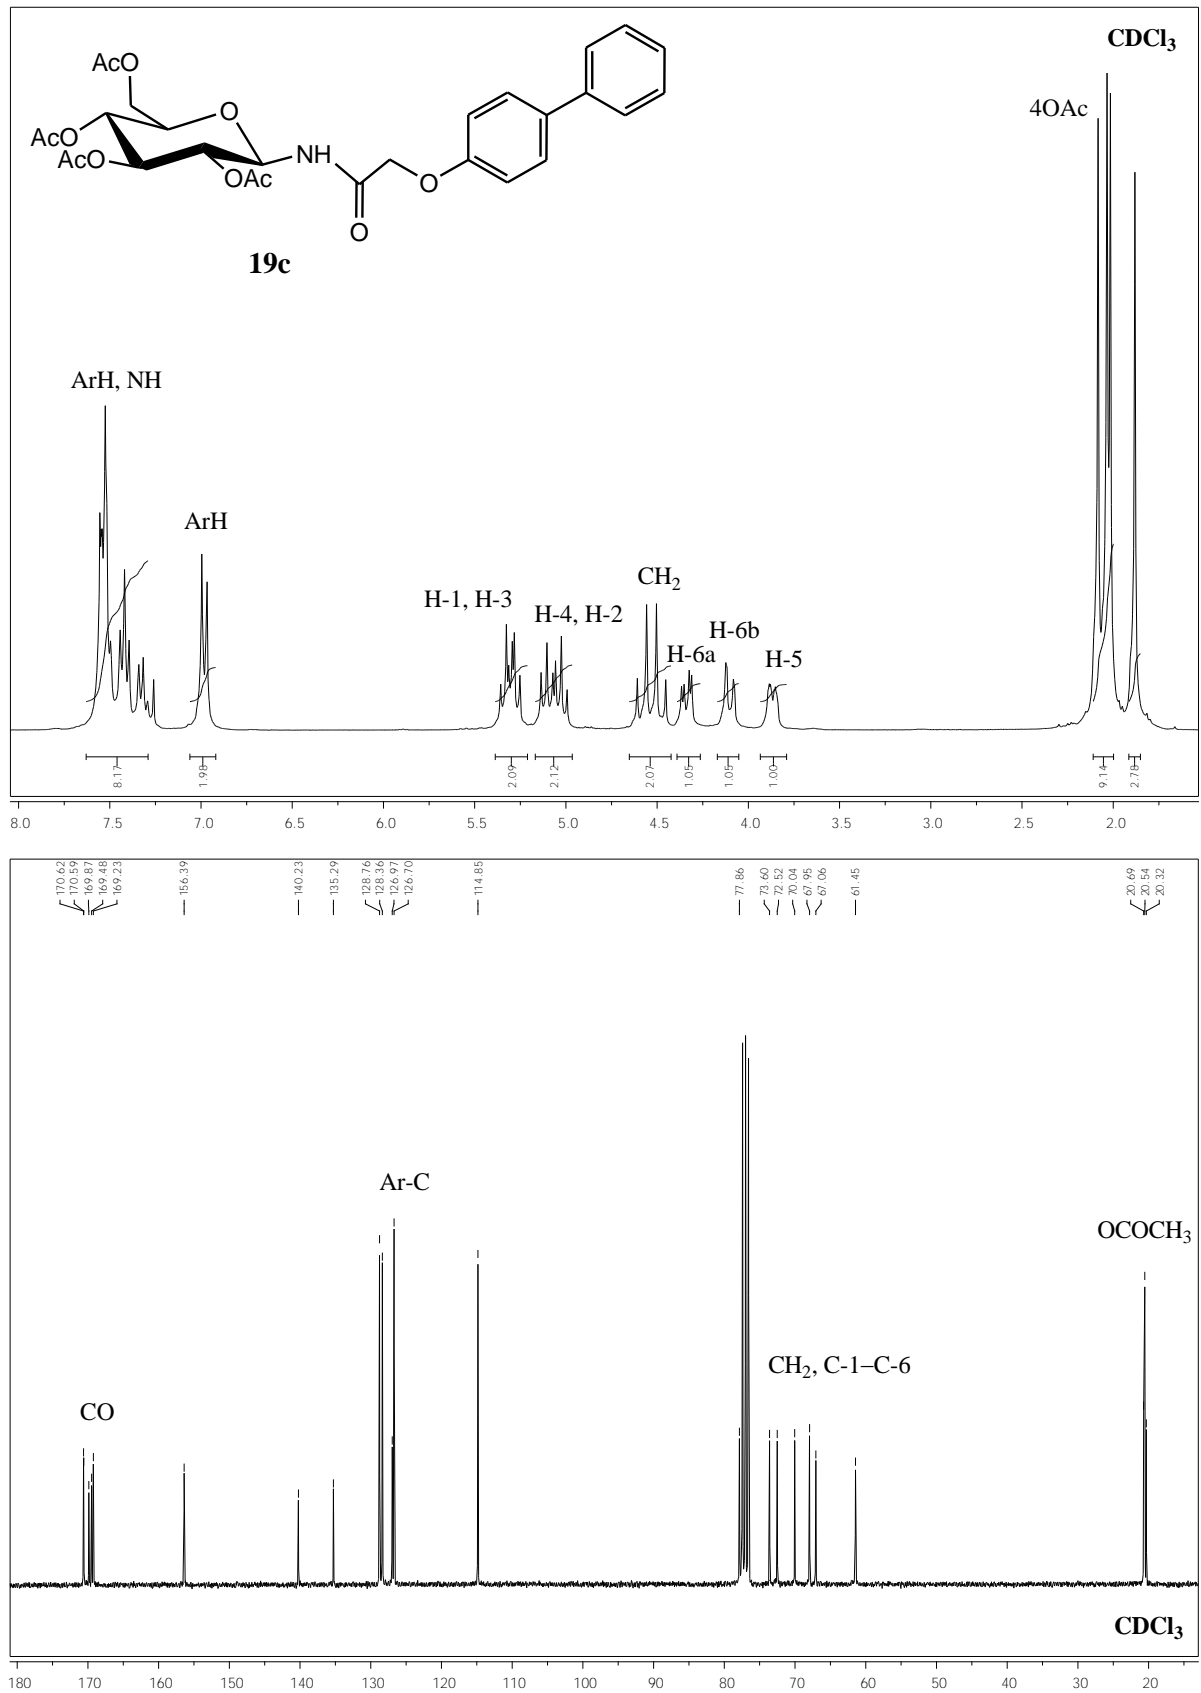 CDCl3
AcO
O
AcO
AcO
OAc
NH
O
O
19c
4OAc
ArH, NH
ArH
H-1, H-3
H-4, H-2
CH2
H-6a
H-6b
H-5
8.17
1.98
2.09
2.12
2.07
1.05
1.05
1.00
9.14
2.78
8.0 7.5 7.0 6.5 6.0 5.5 5.0 4.5 4.0 3.5 3.0 2.5 2.0
170.62
170.59
169.87
169.48
169.23
156.39
140.23
135.29
128.76
128.36
126.97
126.70
114.85
77.86
73.60
72.52
70.04
67.95
67.06
61.45
20.69
20.54
20.32
Ar-C
OCOCH3
CH2, C-1–C-6
CO
CDCl3
180 170 160 150 140 130 120 110 100 90 80 70 60 50 40 30 20